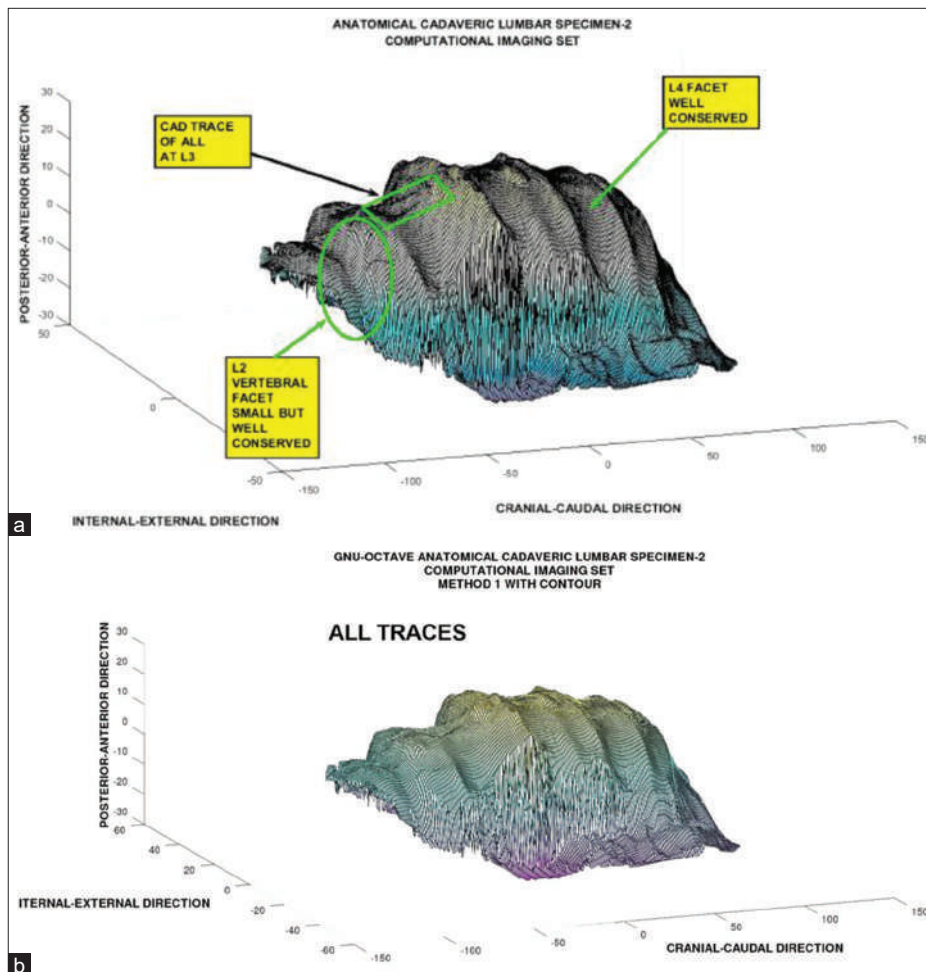 ANATOMICAL CADAVERIC LUMBAR SPECIMEN-2
COMPUTATIONAL IMAGING SET
L4 FACET
WELL
CONSERVED
CAD TRACE
OF ALL
AT L3
POSTERIOR-ANTERIOR DIRECTION
30
20
10
0
-10
-20
-30
50
0
-50
L2
VERTEBRAL
FACET
SMALL BUT
WELL
CONSERVED
-150
-100
-50
0
50
100
150
CRANIAL-CAUDAL DIRECTION
INTERNAL-EXTERNAL DIRECTION
a
GNU-OCTAVE ANATOMICAL CADAVERIC LUMBAR SPECIMEN-2
COMPUTATIONAL IMAGING SET
METHOD 1 WITH CONTOUR
ALL TRACES
POSTERIOR-ANTERIOR DIRECTION
30
20
10
0
-10
-20
-30
60
40
20
0
-20
-40
-60
ITERNAL-EXTERNAL DIRECTION
-150
-100
-50
0
50
100
150
CRANIAL-CAUDAL DIRECTION
b